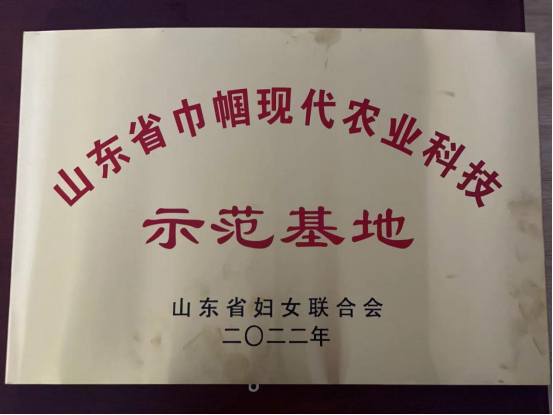 山东省巾帼现代农业科技
示范基地
山东省妇女联合会
二〇二二年